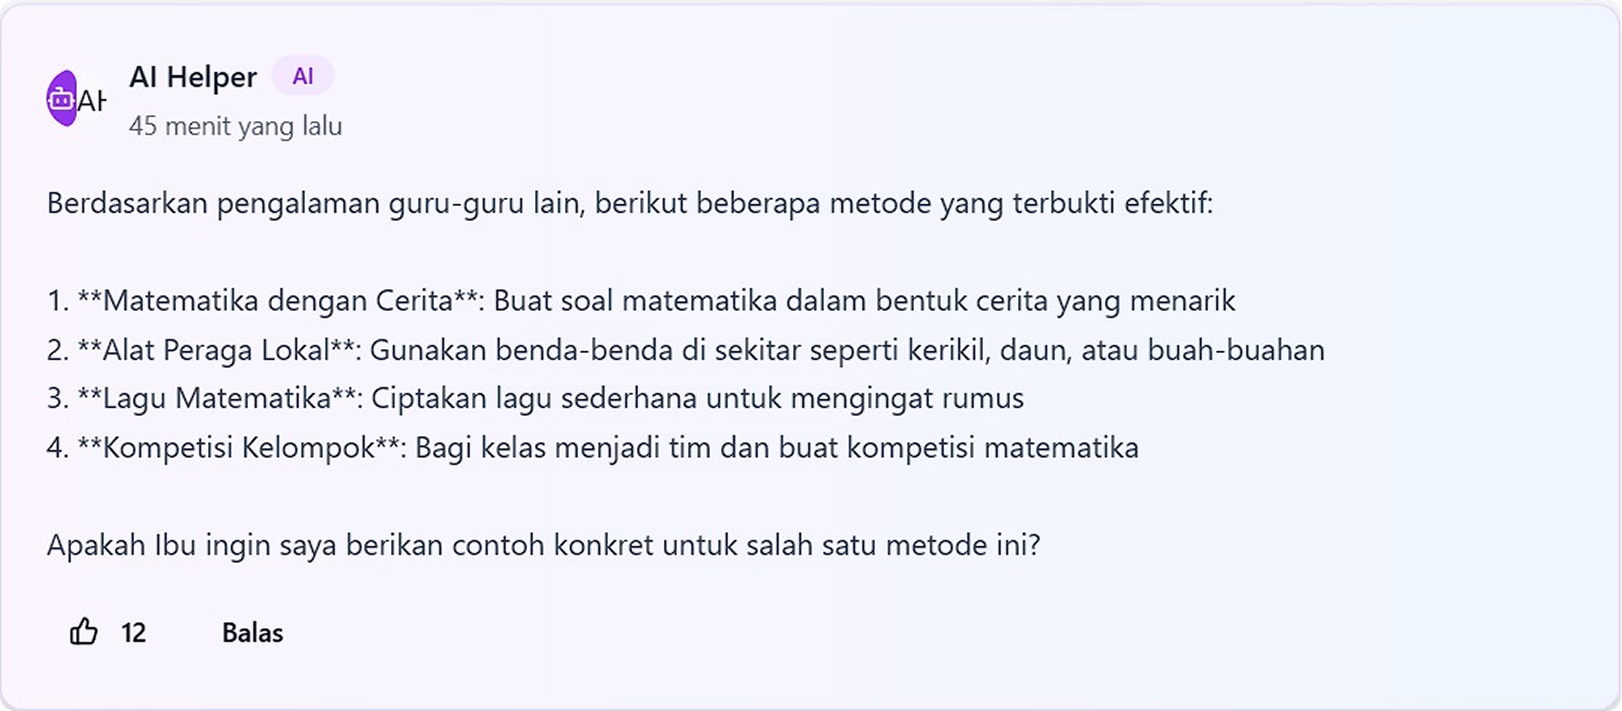 AI Helper AI
AH
45 menit yang lalu
Berdasarkan pengalaman guru-guru lain, berikut beberapa metode yang terbukti efektif:
1. **Matematika dengan Cerita**: Buat soal matematika dalam bentuk cerita yang menarik
2. **Alat Peraga Lokal**: Gunakan benda-benda di sekitar seperti kerikil, daun, atau buah-buahan
3. **Lagu Matematika**: Ciptakan lagu sederhana untuk mengingat rumus
4. **Kompetisi Kelompok**: Bagi kelas menjadi tim dan buat kompetisi matematika
Apakah Ibu ingin saya berikan contoh konkret untuk salah satu metode ini?
12 Balas